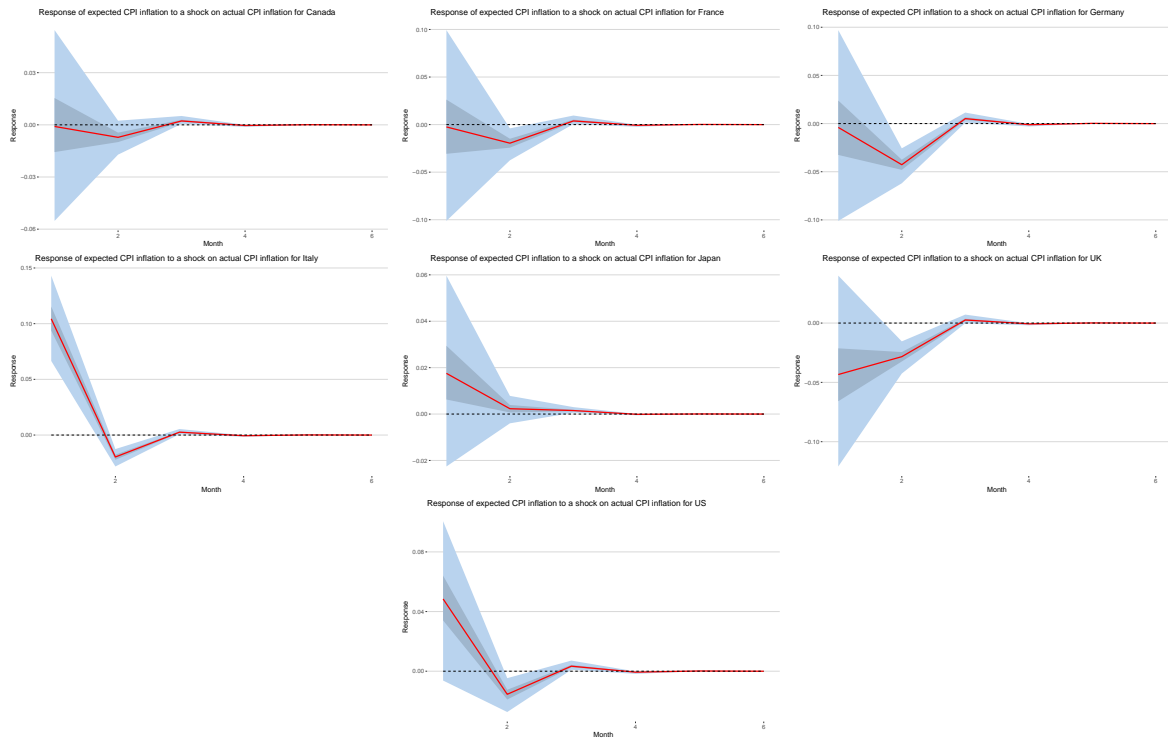 Response of expected CPI inflation to a shock on actual CPI inflation for Canada
Response
0.03
0.00
−0.03
−0.06
2
4
6
Month
Response of expected CPI inflation to a shock on actual CPI inflation for France
Response
0.10
0.05
0.00
−0.05
−0.10
2
4
6
Month
Response of expected CPI inflation to a shock on actual CPI inflation for Germany
Response
0.10
0.05
0.00
−0.05
−0.10
2
4
6
Month
Response of expected CPI inflation to a shock on actual CPI inflation for Italy
Response
0.15
0.10
0.05
0.00
2
4
6
Month
Response of expected CPI inflation to a shock on actual CPI inflation for Japan
Response
0.06
0.04
0.02
0.00
−0.02
2
4
6
Month
Response of expected CPI inflation to a shock on actual CPI inflation for UK
Response
0.00
−0.05
−0.10
2
4
6
Month
Response of expected CPI inflation to a shock on actual CPI inflation for US
Response
0.08
0.04
0.00
2
4
6
Month